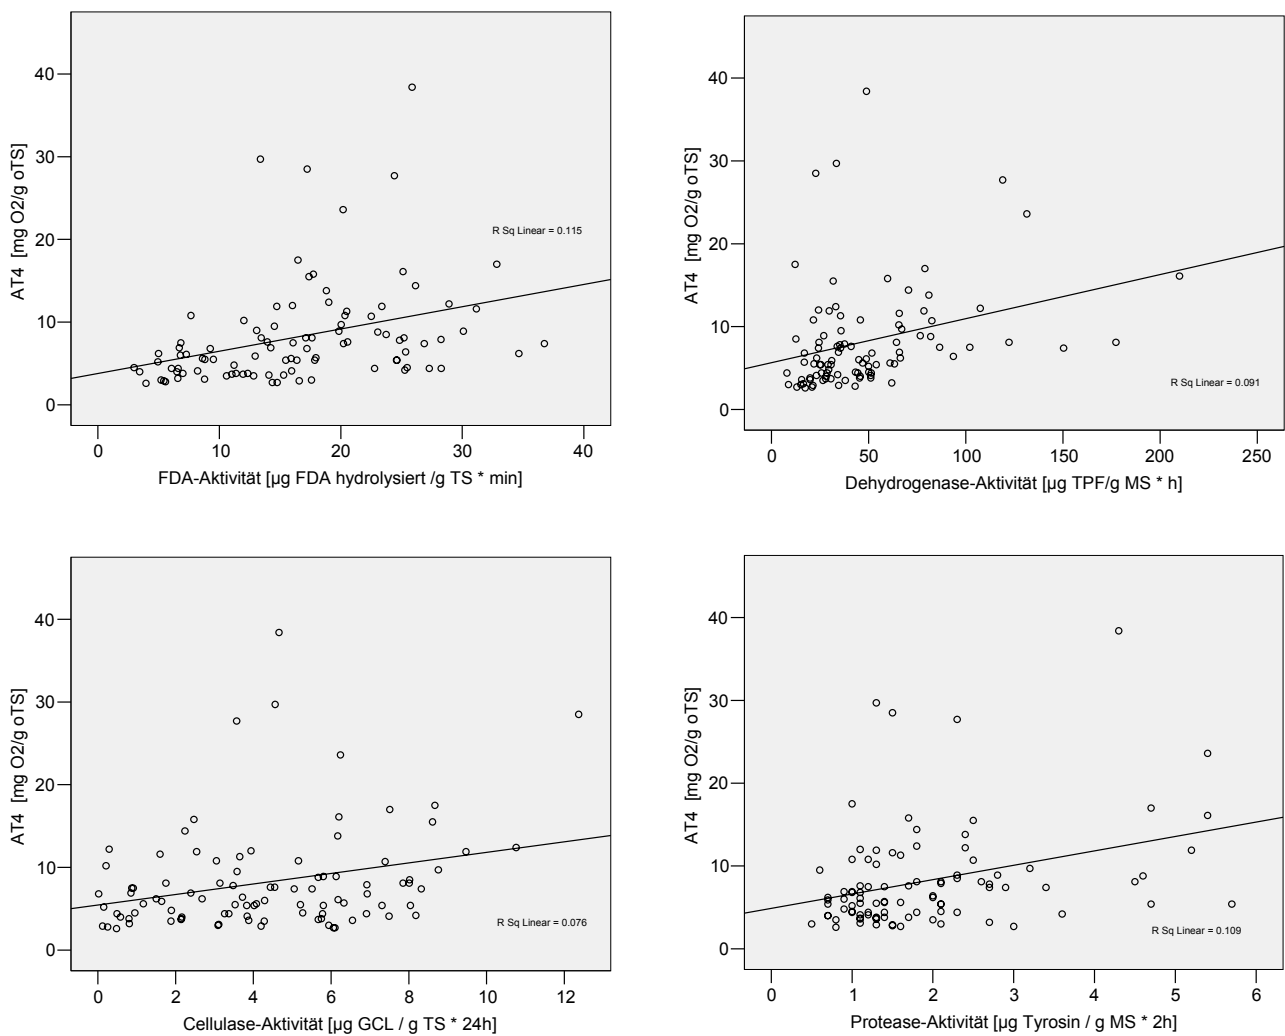 40
30
20
10
0
AT4 [mg O2/g oTS]
R Sq Linear = 0.115
0 10 20 30 40
FDA-Aktivität [µg FDA hydrolysiert /g TS * min]
40
30
20
10
0
AT4 [mg O2/g oTS]
R Sq Linear = 0.091
0 50 100 150 200 250
Dehydrogenase-Aktivität [µg TPF/g MS * h]
40
30
20
10
0
AT4 [mg O2/g oTS]
R Sq Linear = 0.076
0 2 4 6 8 10 12
Cellulase-Aktivität [µg GCL / g TS * 24h]
40
30
20
10
0
AT4 [mg O2/g oTS]
R Sq Linear = 0.109
0 1 2 3 4 5 6
Protease-Aktivität [µg Tyrosin / g MS * 2h]